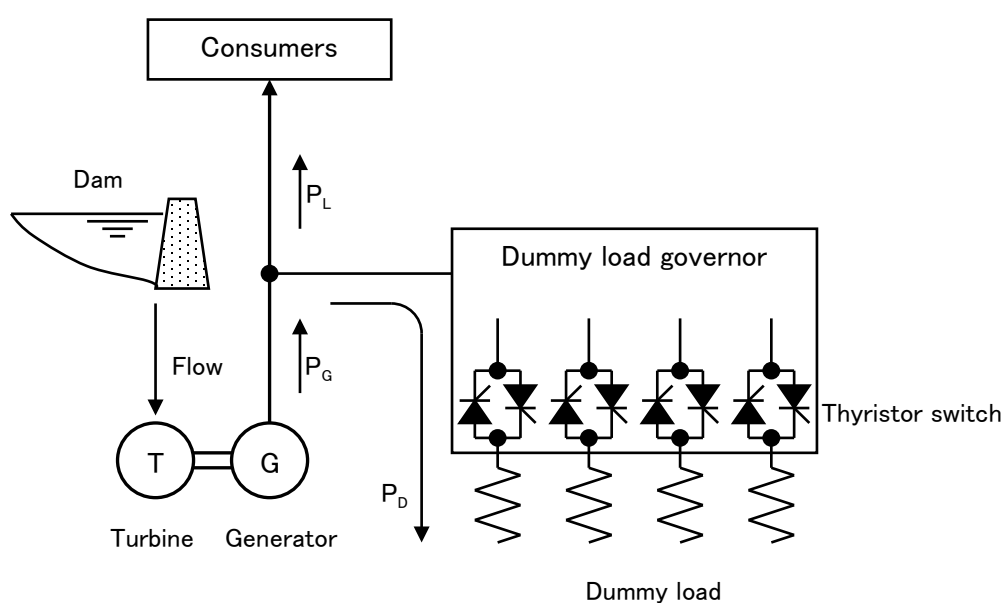 Consumers
Dam
P_L
Dummy load governor
Flow
P_G
Thyristor switch
T
G
P_D
Turbine
Generator
Dummy load